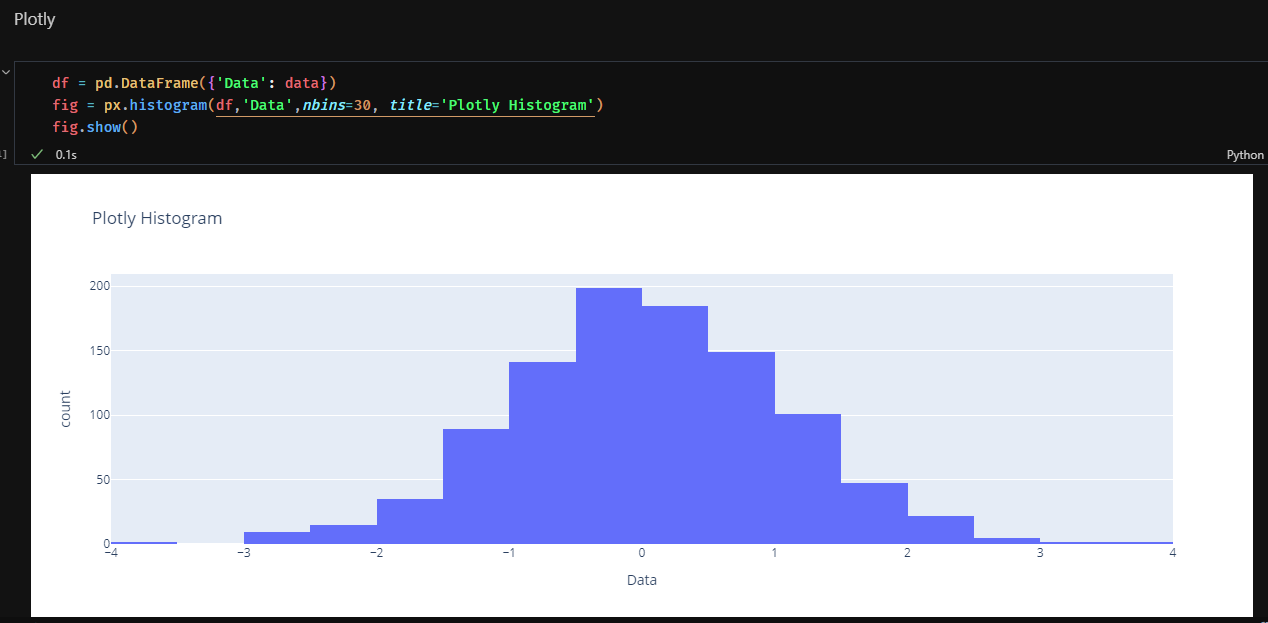 Plotly
df = pd.DataFrame({'Data': data})
fig = px.histogram(df,'Data',nbins=30, title='Plotly Histogram')
fig.show()
0.1s
Python
Plotly Histogram
200
150
100
50
0
count
−4 −3 −2 −1 0 1 2 3 4
Data